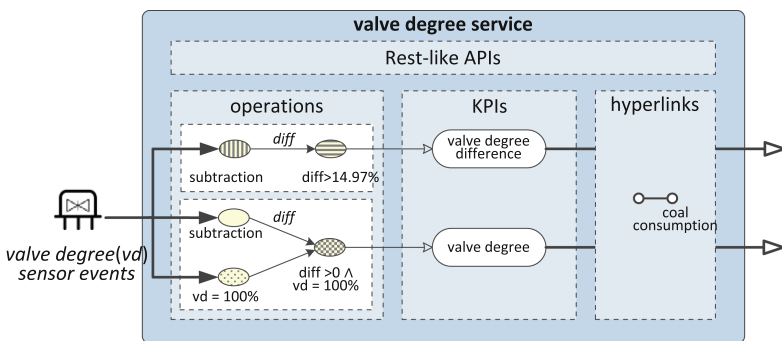 valve degree service
Rest-like APIs
operations
KPIs
hyperlinks
diff
subtraction
diff>14.97%
valve degree
difference
diff
subtraction
vd = 100%
diff >0 ∧
vd = 100%
valve degree
coal
consumption
valve degree(vd)
sensor events